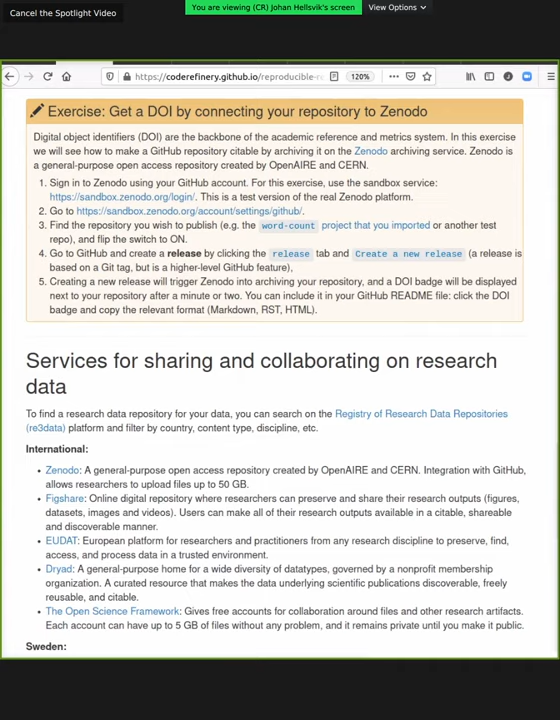 Cancel the Spotlight Video
You are viewing (CR) Johan Hellsvik's screen
View Options
https://coderefinery.github.io/reproducible-r
120%
Exercise: Get a DOI by connecting your repository to Zenodo
Digital object identifiers (DOI) are the backbone of the academic reference and metrics system. In this exercise
we will see how to make a GitHub repository citable by archiving it on the Zenodo archiving service. Zenodo is
a general-purpose open access repository created by OpenAIRE and CERN.
1. Sign in to Zenodo using your GitHub account. For this exercise, use the sandbox service:
https://sandbox.zenodo.org/login/. This is a test version of the real Zenodo platform.
2. Go to https://sandbox.zenodo.org/account/settings/github/.
3. Find the repository you wish to publish (e.g. the word-count project that you imported or another test
repo), and flip the switch to ON.
4. Go to GitHub and create a release by clicking the release tab and Create a new release (a release is
based on a Git tag, but is a higher-level GitHub feature),
5. Creating a new release will trigger Zenodo into archiving your repository, and a DOI badge will be displayed
next to your repository after a minute or two. You can include it in your GitHub README file: click the DOI
badge and copy the relevant format (Markdown, RST, HTML).
Services for sharing and collaborating on research
data
To find a research data repository for your data, you can search on the Registry of Research Data Repositories
(re3data) platform and filter by country, content type, discipline, etc.
International:
• Zenodo: A general-purpose open access repository created by OpenAIRE and CERN. Integration with GitHub,
allows researchers to upload files up to 50 GB.
• Figshare: Online digital repository where researchers can preserve and share their research outputs (figures,
datasets, images and videos). Users can make all of their research outputs available in a citable, shareable
and discoverable manner.
• EUDAT: European platform for researchers and practitioners from any research discipline to preserve, find,
access, and process data in a trusted environment.
• Dryad: A general-purpose home for a wide diversity of datatypes, governed by a nonprofit membership
organization. A curated resource that makes the data underlying scientific publications discoverable, freely
reusable, and citable.
• The Open Science Framework: Gives free accounts for collaboration around files and other research artifacts.
Each account can have up to 5 GB of files without any problem, and it remains private until you make it public.
Sweden: